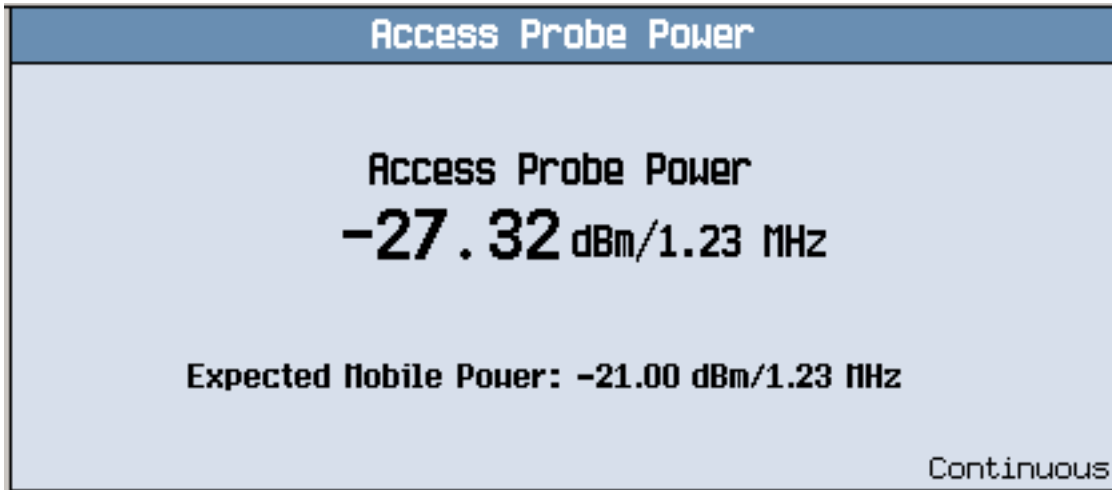 Access Probe Power
Access Probe Power
-27.32 dBm/1.23 MHz
Expected Mobile Power: -21.00 dBm/1.23 MHz
Continuous